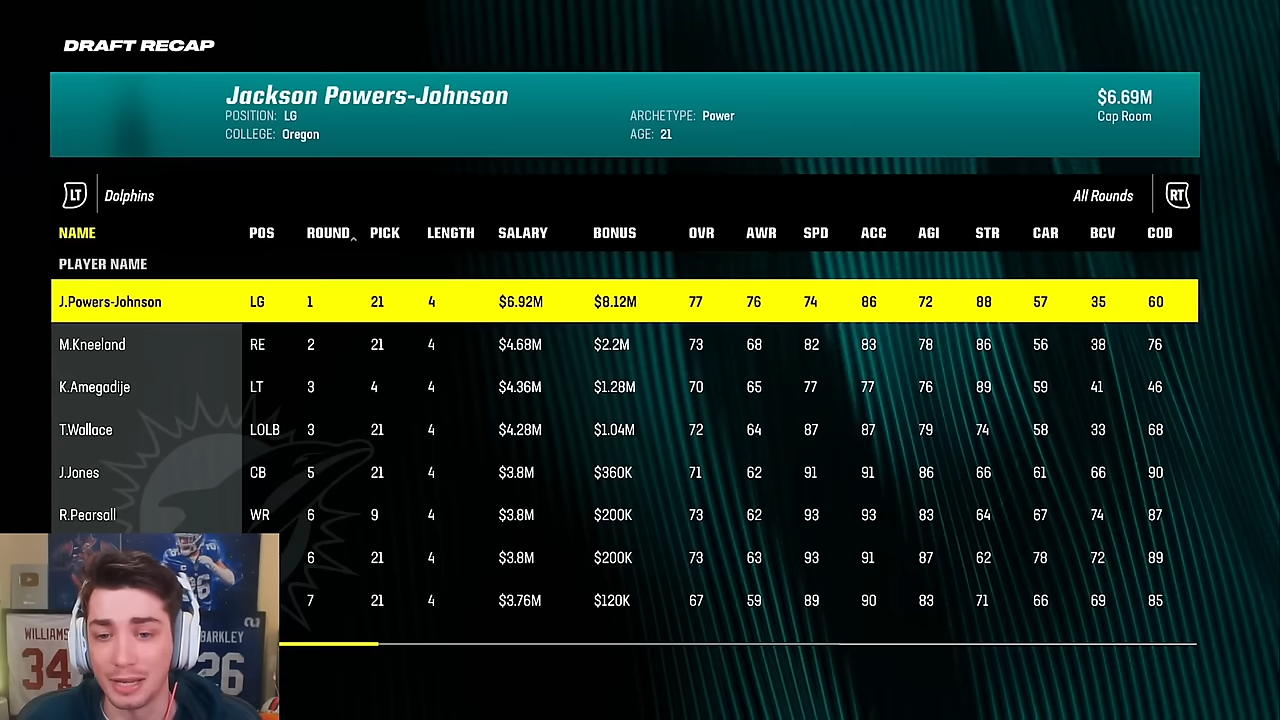 DRAFT RECAP
Jackson Powers-Johnson
POSITION: LG
COLLEGE: Oregon
ARCHETYPE: Power
AGE: 21
$6.69M
Cap Room
LT Dolphins All Rounds RT
NAME POS ROUND PICK LENGTH SALARY BONUS OVR AWR SPD ACC AGI STR CAR BCV COD
PLAYER NAME
J.Powers-Johnson LG 1 21 4 $6.92M $8.12M 77 76 74 86 72 88 57 35 60
M.Kneeland RE 2 21 4 $4.68M $2.2M 73 68 82 83 78 86 56 38 76
K.Amegadije LT 3 4 4 $4.36M $1.28M 70 65 77 77 76 89 59 41 46
T.Wallace LOLB 3 21 4 $4.28M $1.04M 72 64 87 87 79 74 58 33 68
J.Jones CB 5 21 4 $3.8M $360K 71 62 91 91 86 66 61 66 90
R.Pearsall WR 6 9 4 $3.8M $200K 73 62 93 93 83 64 67 74 87
6 21 4 $3.8M $200K 73 63 93 91 87 62 78 72 89
7 21 4 $3.76M $120K 67 59 89 90 83 71 66 69 85
WILLIAMS
34
BARKLEY
26